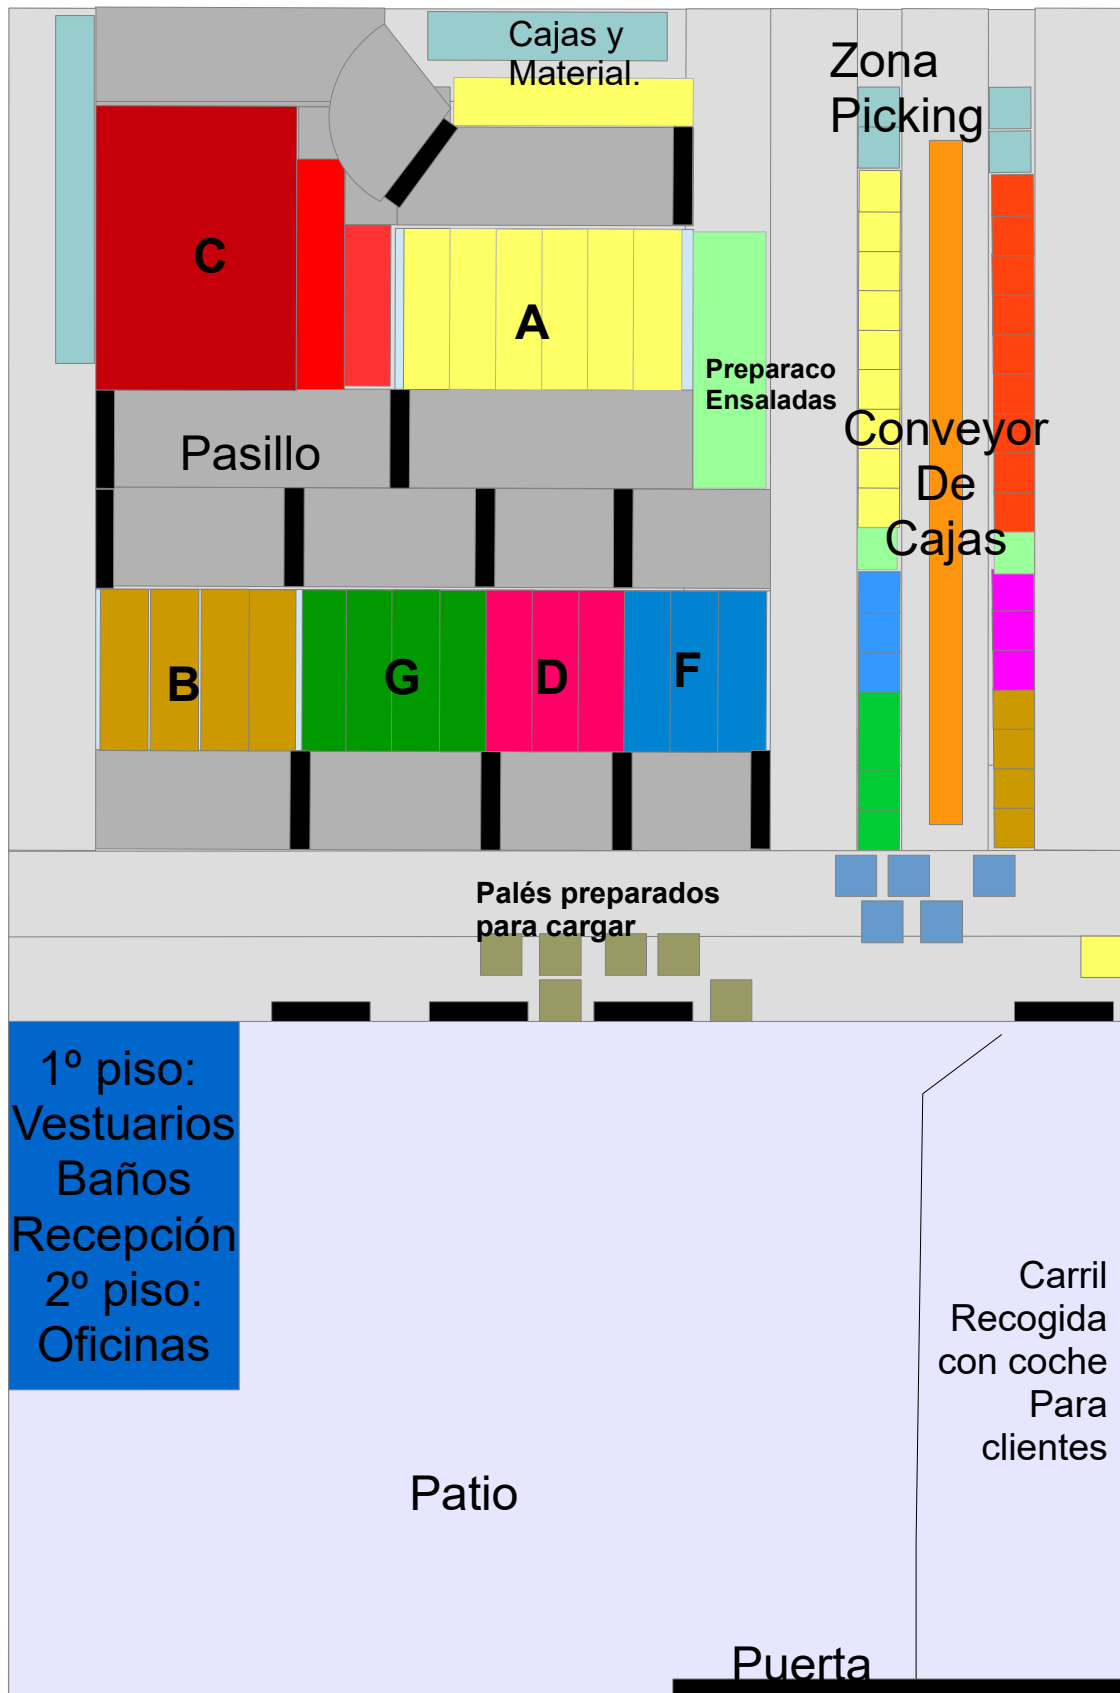 Cajas y
Material.
Zona
Picking
C
A
Preparaco
Ensaladas
Pasillo
Conveyor
De
Cajas
B
G
D
F
Palés preparados
para cargar
1º piso:
Vestuarios
Baños
Recepción
2º piso:
Oficinas
Carril
Recogida
con coche
Para
clientes
Patio
Puerta